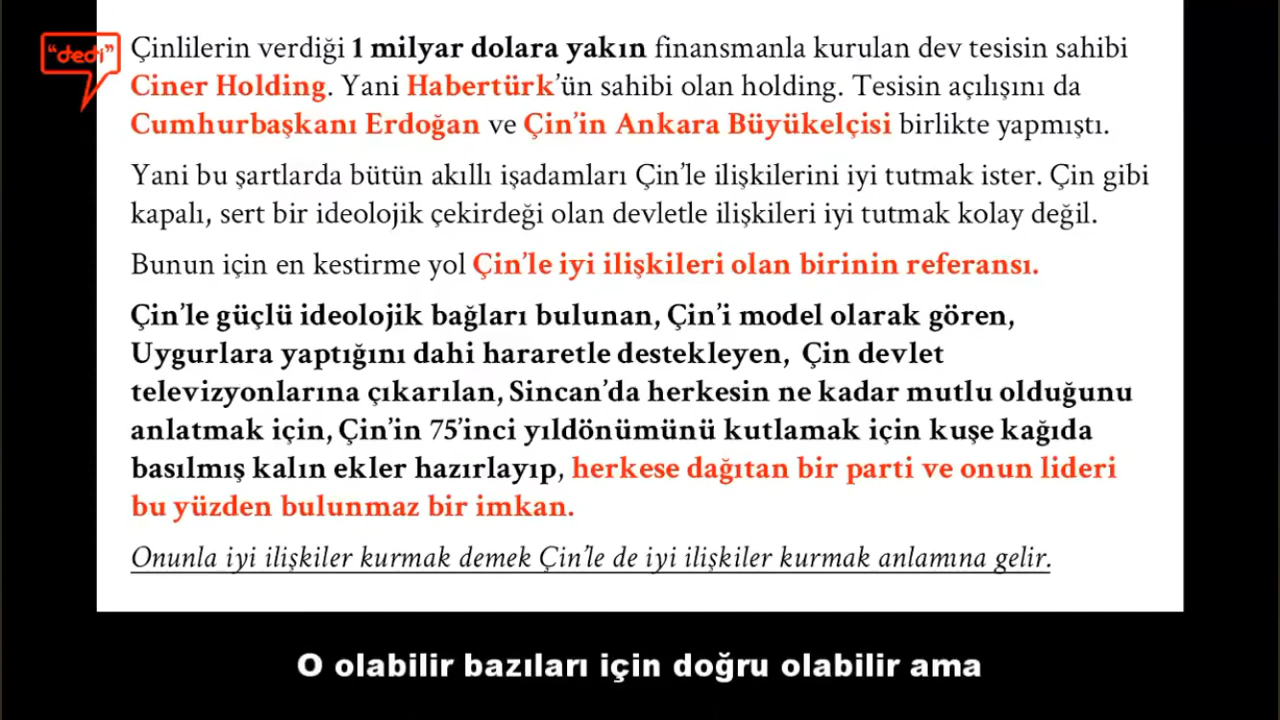 "dedi"
Çinlilerin verdiği 1 milyar dolara yakın finansmanla kurulan dev tesisin sahibi
Ciner Holding. Yani Habertürk'ün sahibi olan holding. Tesisin açılışını da
Cumhurbaşkanı Erdoğan ve Çin'in Ankara Büyükelçisi birlikte yapmıştı.
Yani bu şartlarda bütün akıllı işadamları Çin'le ilişkilerini iyi tutmak ister. Çin gibi
kapalı, sert bir ideolojik çekirdeği olan devletle ilişkileri iyi tutmak kolay değil.
Bunun için en kestirme yol Çin'le iyi ilişkileri olan birinin referansı.
Çin'le güçlü ideolojik bağları bulunan, Çin'i model olarak gören,
Uygurlara yaptığını dahi hararetle destekleyen, Çin devlet
televizyonlarına çıkarılan, Sincan'da herkesin ne kadar mutlu olduğunu
anlatmak için, Çin'in 75'inci yıldönümünü kutlamak için kuşe kağıda
basılmış kalın ekler hazırlayıp, herkese dağıtan bir parti ve onun lideri
bu yüzden bulunmaz bir imkan.
Onunla iyi ilişkiler kurmak demek Çin'le de iyi ilişkiler kurmak anlamına gelir.
O olabilir bazıları için doğru olabilir ama